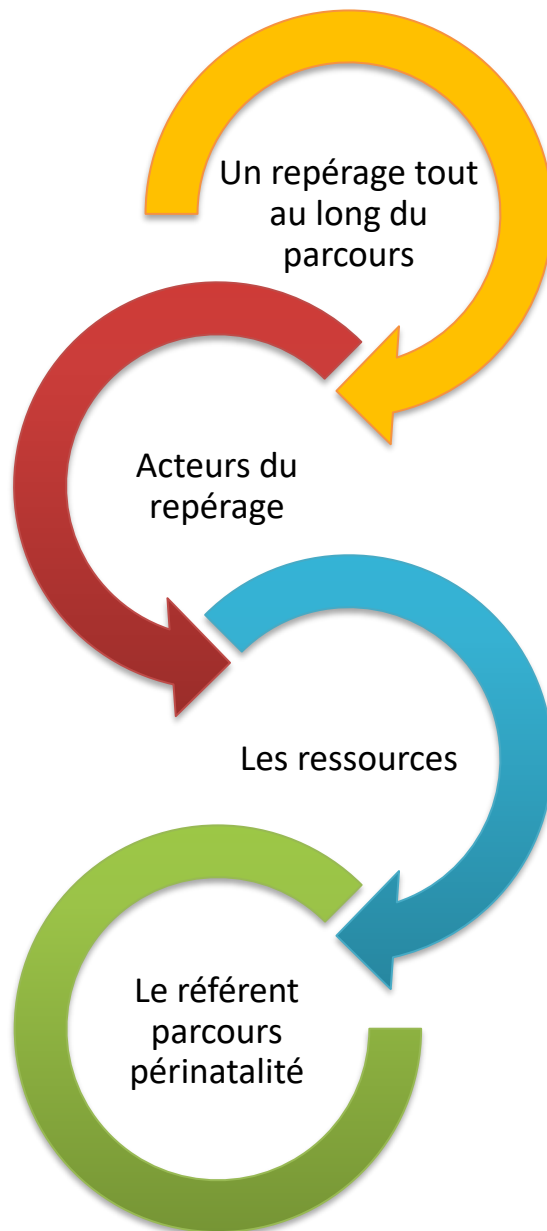 Un repérage tout
au long du
parcours
Acteurs du
repérage
Les ressources
Le référent
parcours
périnatalité